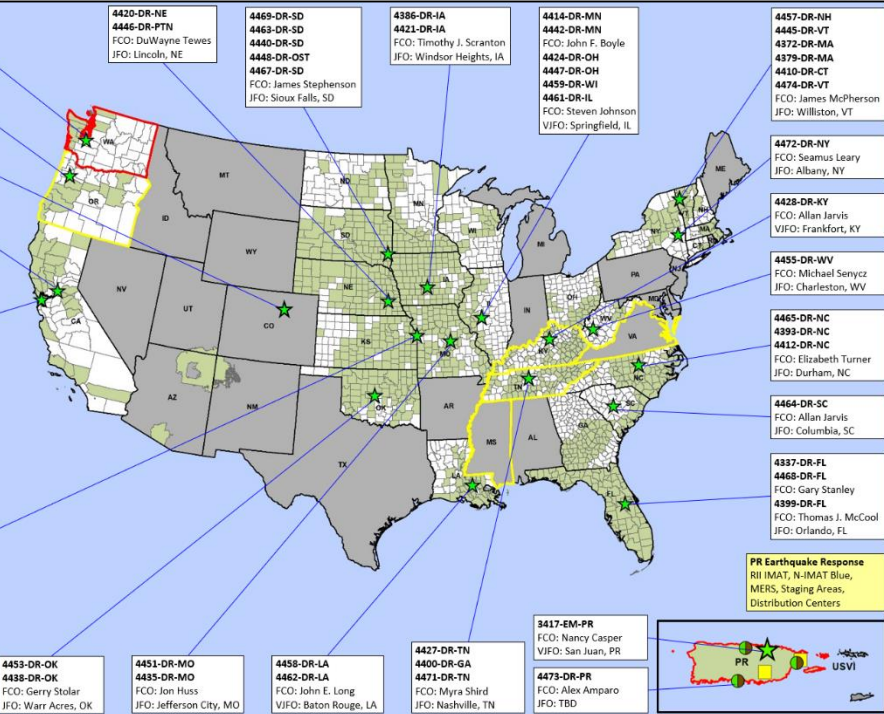 4420-DR-NE
4446-DR-PTN
FCO: DuWayne Tewes
JFO: Lincoln, NE
4469-DR-SD
4463-DR-SD
4440-DR-SD
4448-DR-OST
4467-DR-SD
FCO: James Stephenson
JFO: Sioux Falls, SD
4386-DR-IA
4421-DR-IA
FCO: Timothy J. Scranton
JFO: Windsor Heights, IA
4414-DR-MN
4442-DR-MN
FCO: John F. Boyle
4424-DR-OH
4447-DR-OH
4459-DR-WI
4461-DR-IL
FCO: Steven Johnson
VJFO: Springfield, IL
4457-DR-NH
4445-DR-VT
4372-DR-MA
4379-DR-MA
4410-DR-CT
4474-DR-VT
FCO: James McPherson
JFO: Williston, VT
4472-DR-NY
FCO: Seamus Leary
JFO: Albany, NY
4428-DR-KY
FCO: Allan Jarvis
VJFO: Frankfort, KY
4455-DR-WV
FCO: Michael Senycz
JFO: Charleston, WV
4465-DR-NC
4393-DR-NC
4412-DR-NC
FCO: Elizabeth Turner
JFO: Durham, NC
4464-DR-SC
FCO: Allan Jarvis
JFO: Columbia, SC
4337-DR-FL
4468-DR-FL
FCO: Gary Stanley
4399-DR-FL
FCO: Thomas J. McCool
JFO: Orlando, FL
WA
OR
CA
NV
ID
MT
WY
UT
CO
AZ
NM
ND
SD
NE
KS
OK
TX
MN
IA
MO
AR
LA
WI
IL
MI
IN
OH
KY
TN
MS
AL
GA
FL
SC
NC
VA
WV
MD
PA
NJ
NY
CT
MA
VT
NH
ME
PR Earthquake Response
RII IMAT, N-IMAT Blue,
MERS, Staging Areas,
Distribution Centers
4453-DR-OK
4438-DR-OK
FCO: Gerry Stolar
JFO: Warr Acres, OK
4451-DR-MO
4435-DR-MO
FCO: Jon Huss
JFO: Jefferson City, MO
4458-DR-LA
4462-DR-LA
FCO: John E. Long
VJFO: Baton Rouge, LA
4427-DR-TN
4400-DR-GA
4471-DR-TN
FCO: Myra Shird
JFO: Nashville, TN
3417-EM-PR
FCO: Nancy Casper
VJFO: San Juan, PR
4473-DR-PR
FCO: Alex Amparo
JFO: TBD
PR
USVI